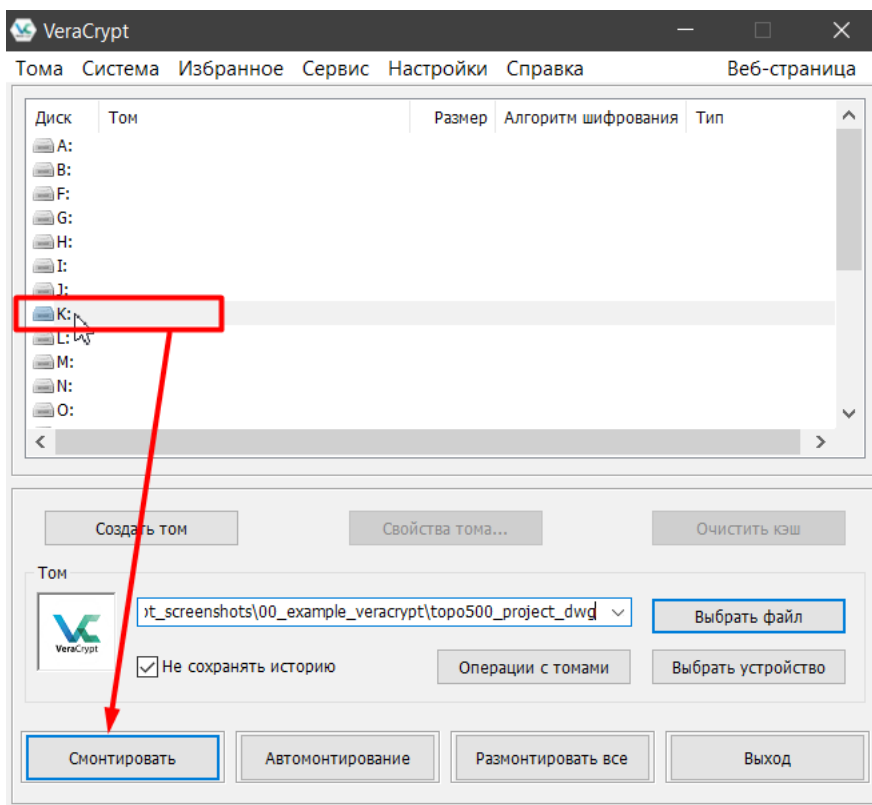 VeraCrypt
Тома Система Избранное Сервис Настройки Справка Веб-страница
Диск Том Размер Алгоритм шифрования Тип
A:
B:
F:
G:
H:
I:
J:
K:
L:
M:
N:
O:
Создать том Свойства тома... Очистить кэш
Том
pt_screenshots\00_example_veracrypt\topo500_project_dwg Выбрать файл
VeraCrypt
Не сохранять историю Операции с томами Выбрать устройство
Смонтировать Автомонтирование Размонтировать все Выход